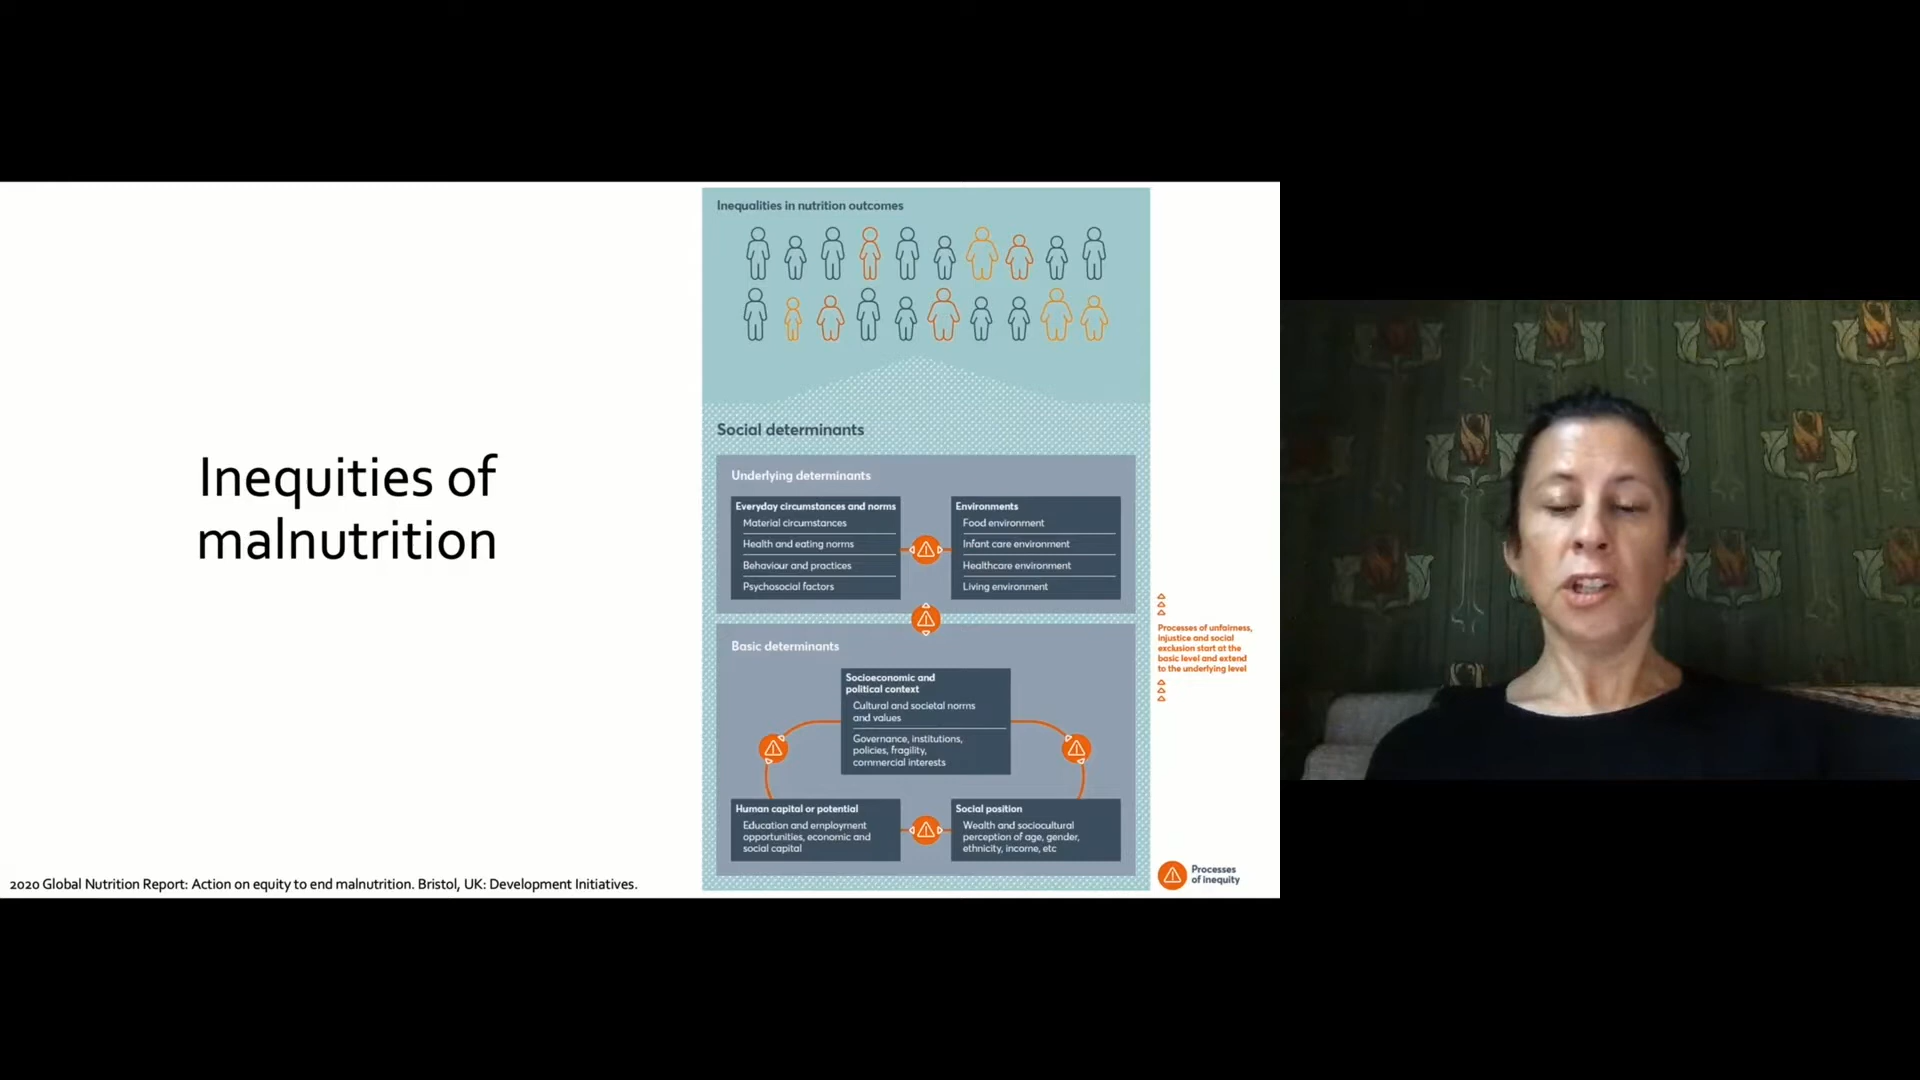 Inequities of
malnutrition
2020 Global Nutrition Report: Action on equity to end malnutrition. Bristol, UK: Development Initiatives.
Inequalities in nutrition outcomes
Social determinants
Underlying determinants
Everyday circumstances and norms
Material circumstances
Health and eating norms
Behaviour and practices
Psychosocial factors
Environments
Food environment
Infant care environment
Healthcare environment
Living environment
Basic determinants
Socioeconomic and
political context
Cultural and societal norms
and values
Governance, institutions,
policies, fragility,
commercial interests
Human capital or potential
Education and employment
opportunities, economic and
social capital
Social position
Wealth and sociocultural
perception of age, gender,
ethnicity, income, etc
Processes of unfairness,
injustice and social
exclusion start at the
basic level and extend
to the underlying level
Processes
of inequity